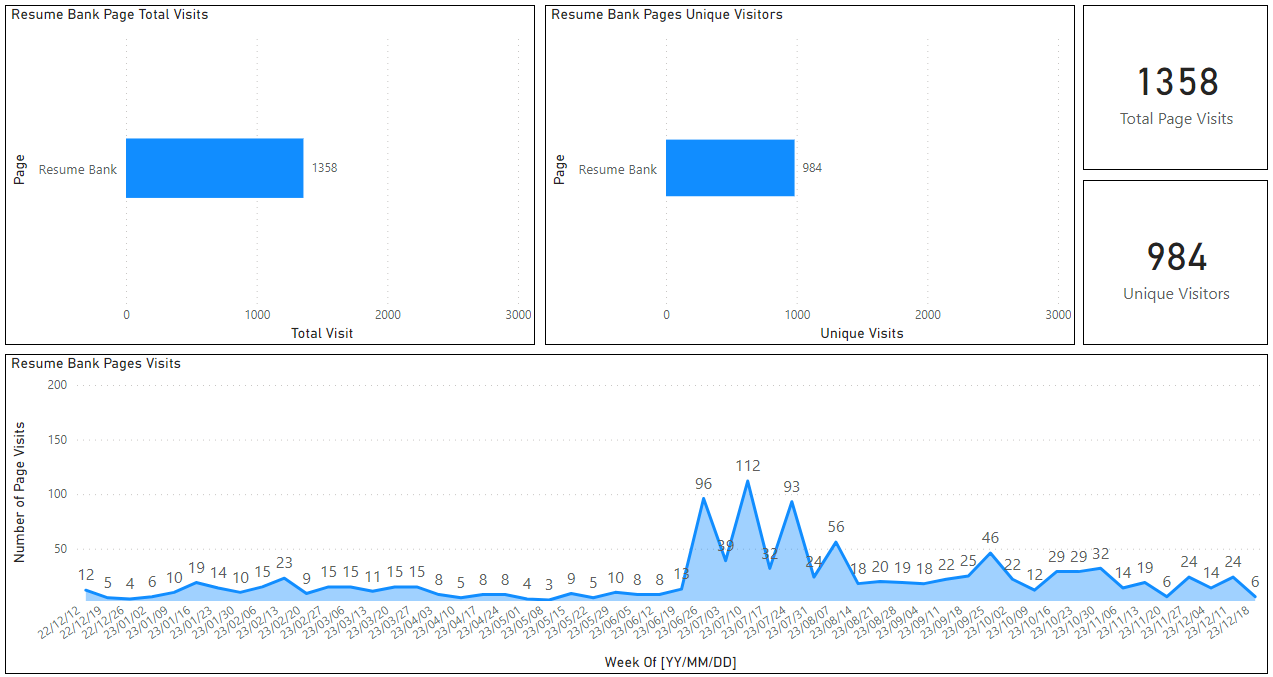 Resume Bank Page Total Visits
Page
Resume Bank
1358
0
1000
2000
3000
Total Visit
Resume Bank Pages Unique Visitors
Page
Resume Bank
984
0
1000
2000
3000
Unique Visits
1358
Total Page Visits
984
Unique Visitors
Resume Bank Pages Visits
Number of Page Visits
200
150
100
50
12 5 4 6 10 19 14 10 15 23 9 15 15 11 15 15 8 5 8 8 4 3 9 5 10 8 8 13 96 39 112 32 93 24 56 18 20 19 18 22 25 46 22 12 29 29 32 14 19 6 24 14 24 6
22/12/12 22/12/19 22/12/26 23/01/02 23/01/09 23/01/16 23/01/23 23/01/30 23/02/06 23/02/13 23/02/20 23/02/27 23/03/06 23/03/13 23/03/20 23/03/27 23/04/03 23/04/10 23/04/17 23/04/24 23/05/01 23/05/08 23/05/15 23/05/22 23/05/29 23/06/05 23/06/12 23/06/19 23/06/26 23/07/03 23/07/10 23/07/17 23/07/24 23/07/31 23/08/07 23/08/14 23/08/21 23/08/28 23/09/04 23/09/11 23/09/18 23/09/25 23/10/02 23/10/09 23/10/16 23/10/23 23/10/30 23/11/06 23/11/13 23/11/20 23/11/27 23/12/04 23/12/11 23/12/18
Week Of [YY/MM/DD]